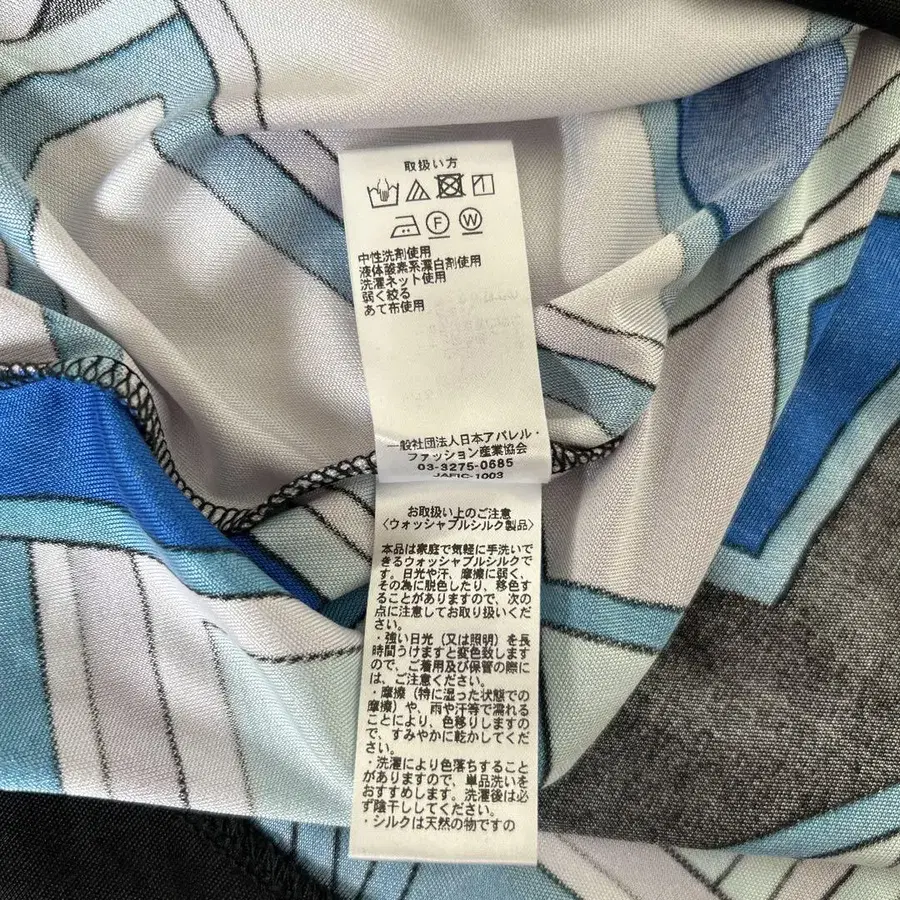 取扱い方
F W
中性洗剤使用
液体酸素系漂白剤使用
洗濯ネット使用
弱く絞る
あて布使用
一般社団法人日本アパレル・
ファッション産業協会
03-3275-0685
JAFIC-1003
お取扱い上のご注意
〈ウォッシャブルシルク製品〉
本品は家庭で気軽に手洗いで
きるウォッシャブルシルクで
す。日光や汗、摩擦に弱く、
その為に脱色したり、移色す
ることがありますので、次の
点に注意してお取り扱いくだ
さい。
・強い日光（又は照明）を長
時間うけますと変色致します
ので、ご着用及び保管の際に
は、ご注意ください。
・摩擦（特に湿った状態での
摩擦）や、雨や汗等で濡れる
ことにより、色移りしますの
で、すみやかに乾かしてくだ
さい。
・洗濯により色落ちすること
がありますので、単品洗いを
おすすめします。洗濯後は必
ず陰干ししてください。
・シルクは天然の物ですの